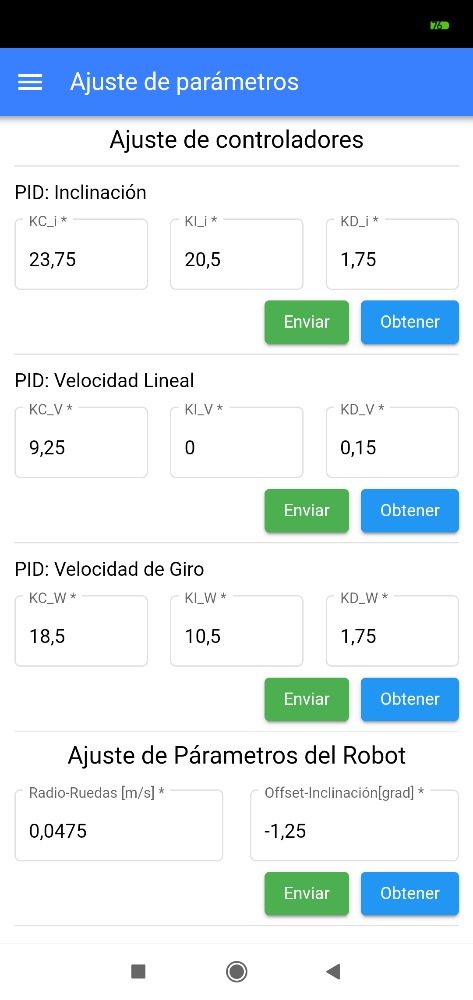 76
Ajuste de parámetros
Ajuste de controladores
PID: Inclinación
KC_i * KI_i * KD_i *
23,75 20,5 1,75
Enviar Obtener
PID: Velocidad Lineal
KC_V * KI_V * KD_V *
9,25 0 0,15
Enviar Obtener
PID: Velocidad de Giro
KC_W * KI_W * KD_W *
18,5 10,5 1,75
Enviar Obtener
Ajuste de Párametros del Robot
Radio-Ruedas [m/s] * Offset-Inclinación[grad] *
0,0475 -1,25
Enviar Obtener